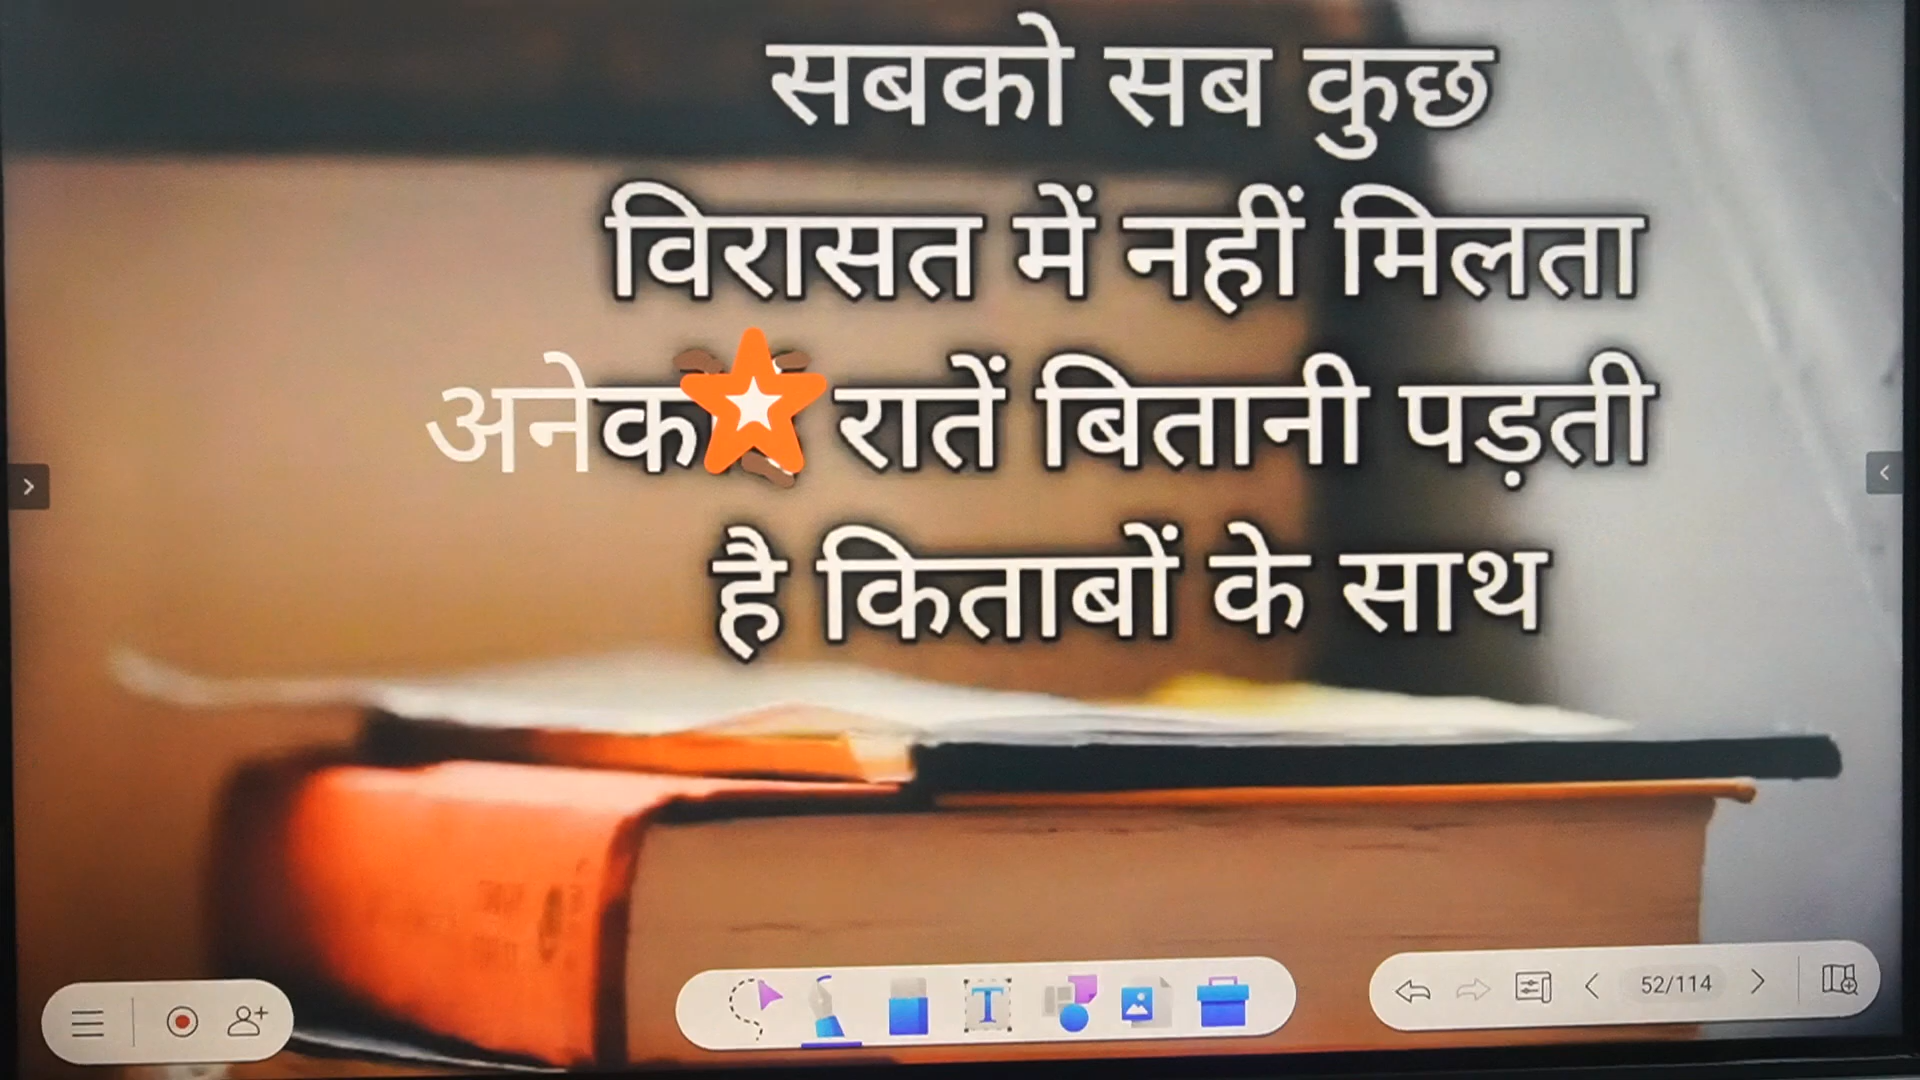 सबको सब कुछ
विरासत में नहीं मिलता
अनेक रातें बितानी पड़ती
है किताबों के साथ
52/114